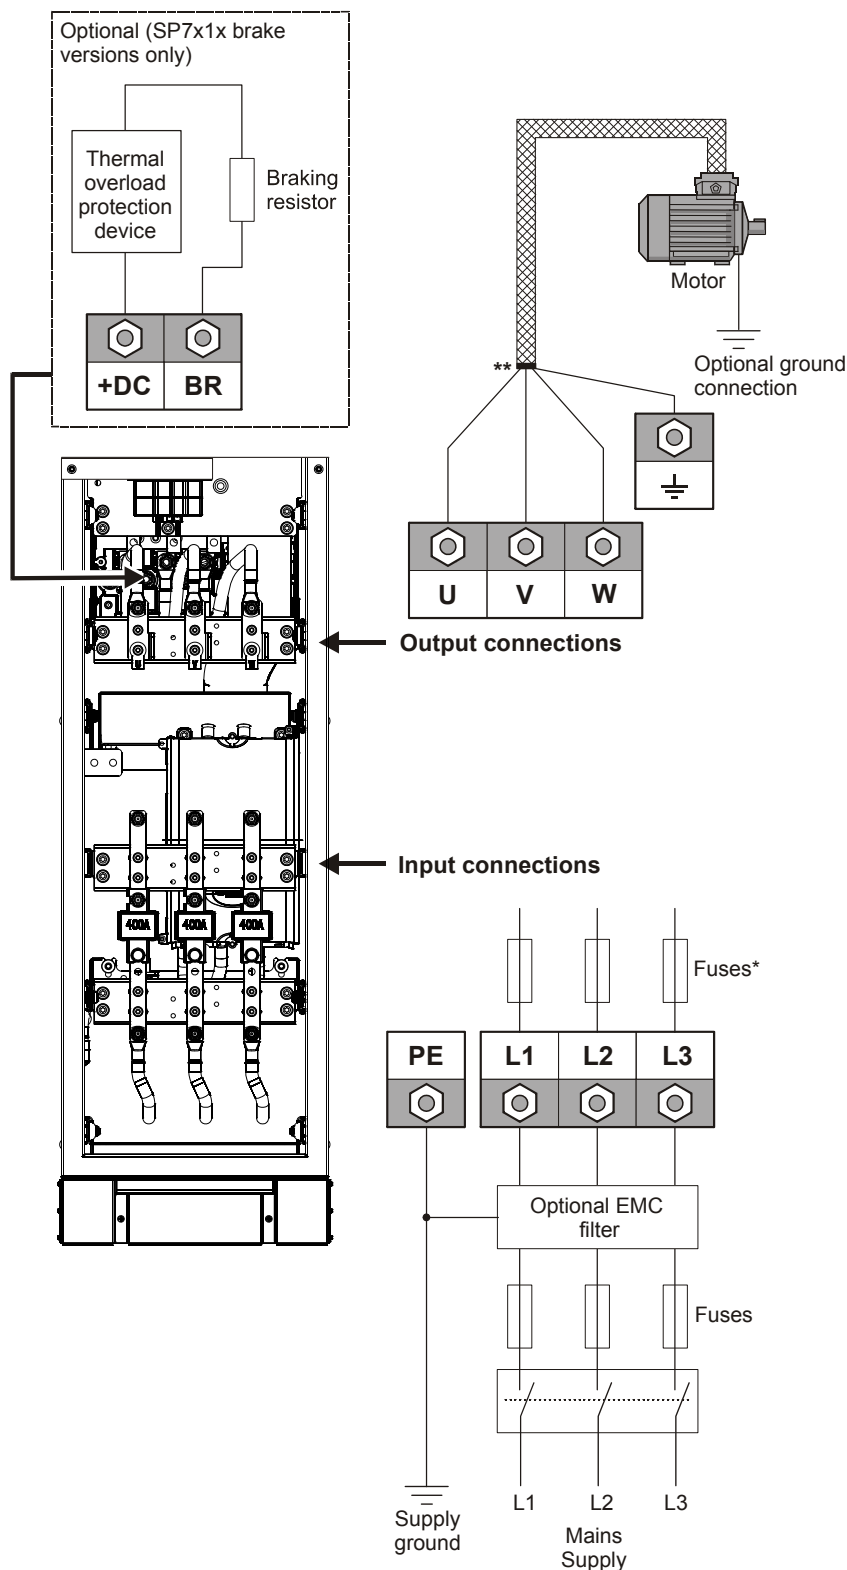 Optional (SP7x1x brake
versions only)
Thermal
overload
protection
device
Braking
resistor
+DC BR
Motor
Optional ground
connection
**
U V W
Output connections
Input connections
400A 400A 400A
Fuses*
PE L1 L2 L3
Optional EMC
filter
Fuses
L1 L2 L3
Supply
ground
Mains
Supply